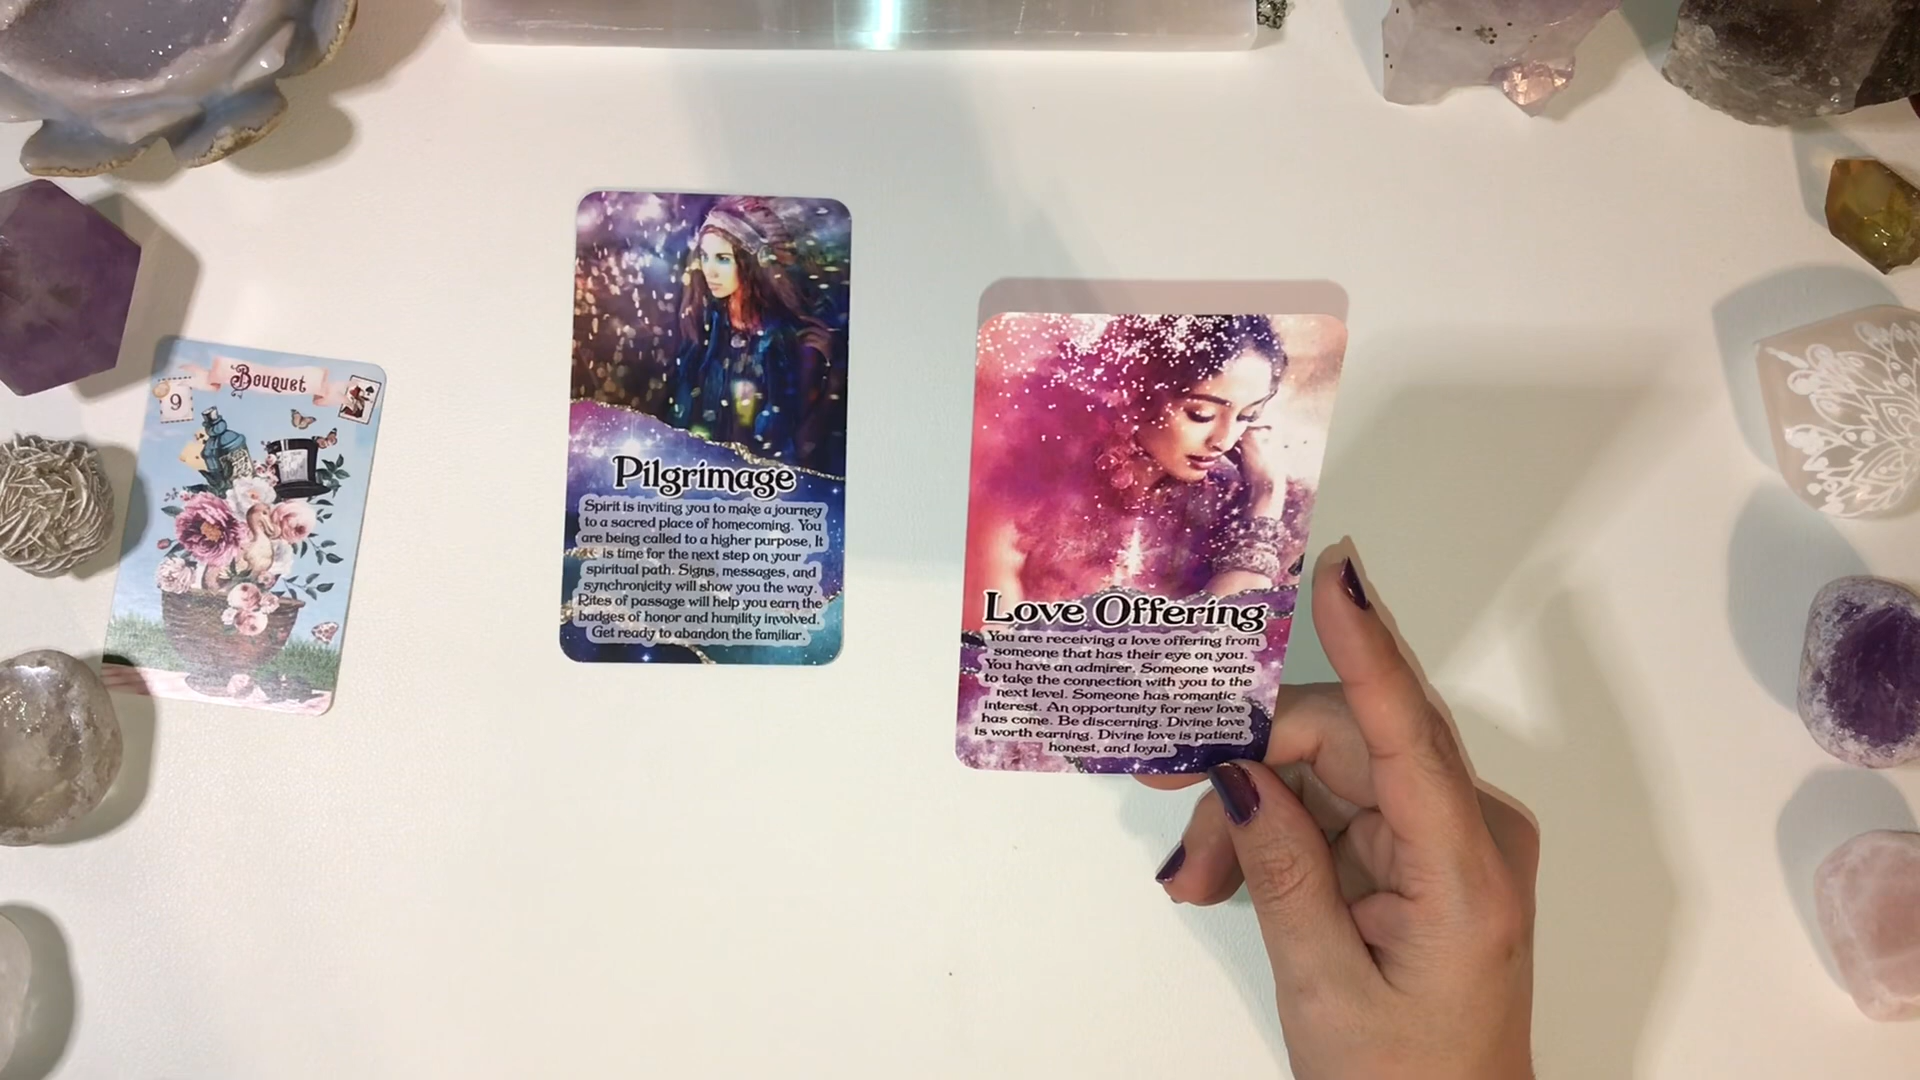 Bouquet
9
Pilgrimage
Spirit is inviting you to make a journey
to a sacred place of homecoming. You
are being called to a higher purpose, It
is time for the next step on your
spiritual path. Signs, messages, and
synchronicity will show you the way.
Rites of passage will help you earn the
badges of honor and humility involved.
Get ready to abandon the familiar.
Love Offering
You are receiving a love offering from
someone that has their eye on you.
You have an admirer. Someone wants
to take the connection with you to the
next level. Someone has romantic
interest. An opportunity for new love
has come. Be discerning. Divine love
is worth earning. Divine love is patient,
honest, and loyal.